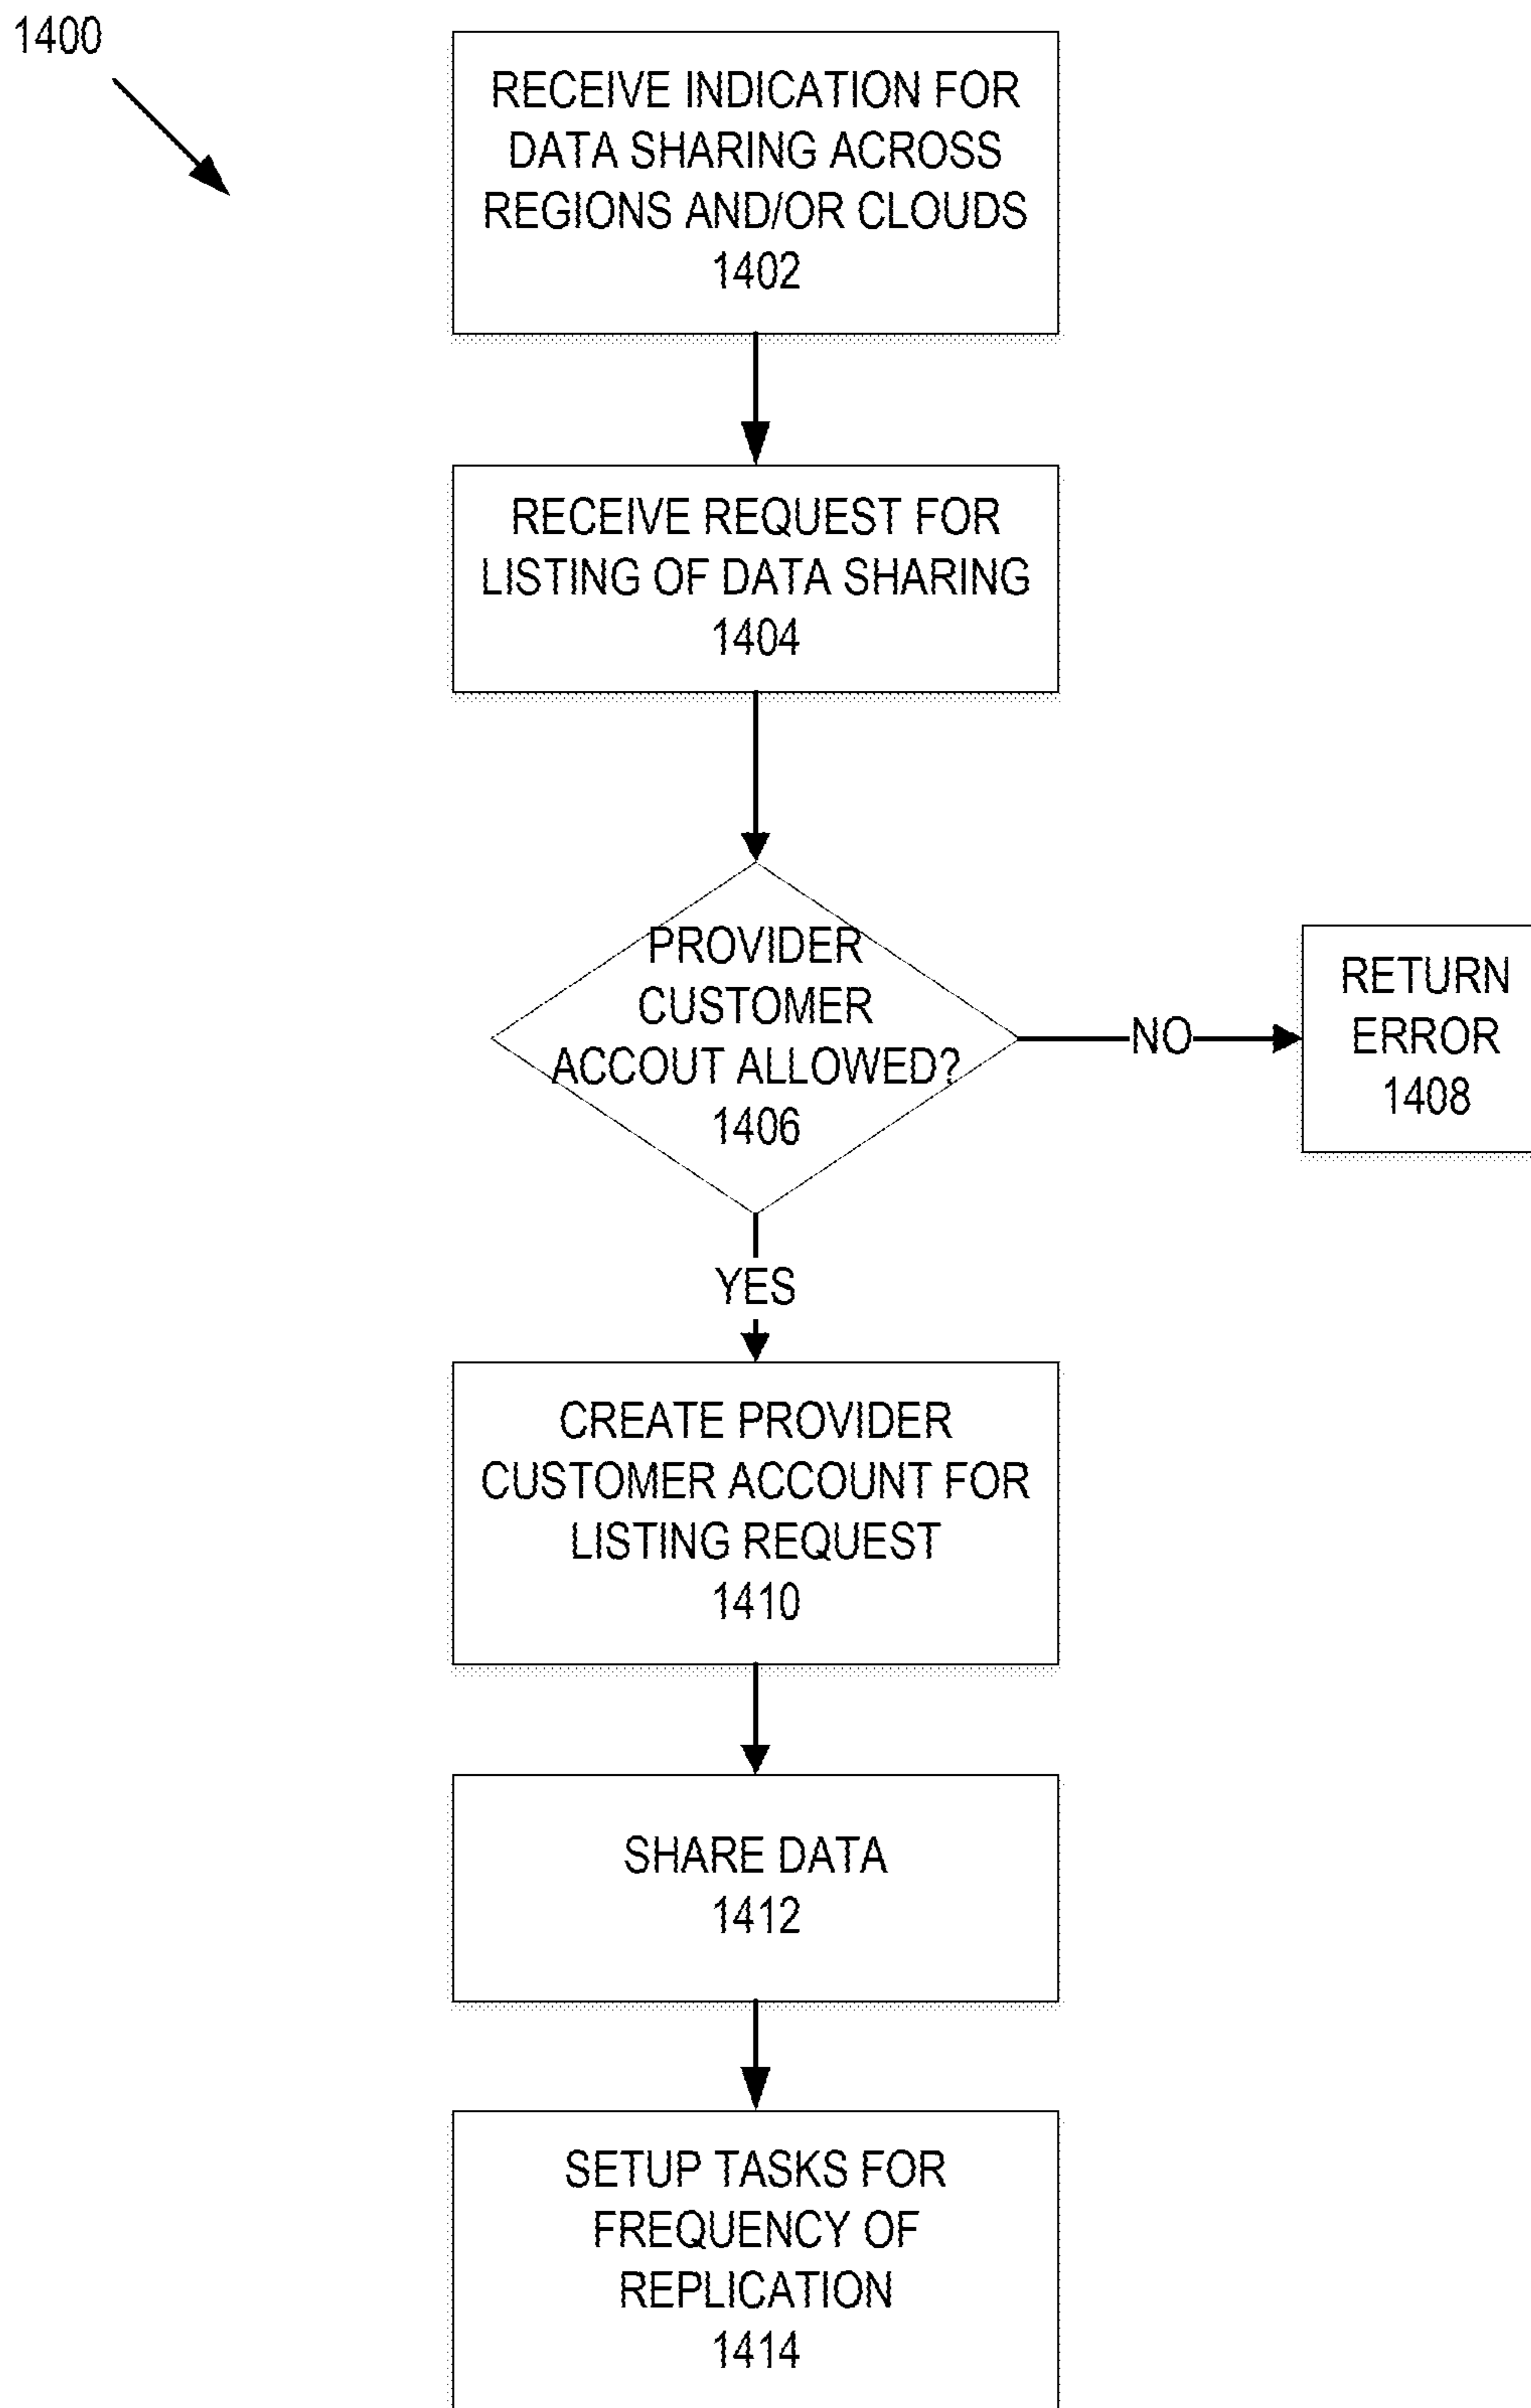 1400
RECEIVE INDICATION FOR
DATA SHARING ACROSS
REGIONS AND/OR CLOUDS
1402
RECEIVE REQUEST FOR
LISTING OF DATA SHARING
1404
PROVIDER
CUSTOMER
ACCOUT ALLOWED?
1406
NO
RETURN
ERROR
1408
YES
CREATE PROVIDER
CUSTOMER ACCOUNT FOR
LISTING REQUEST
1410
SHARE DATA
1412
SETUP TASKS FOR
FREQUENCY OF
REPLICATION
1414